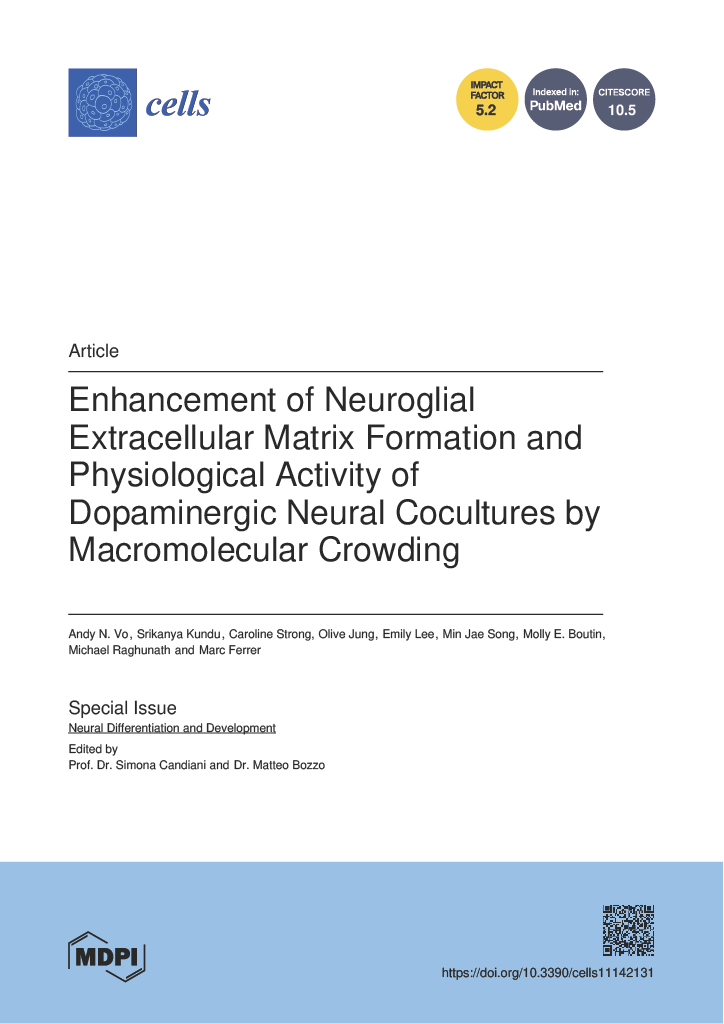 cells
IMPACT
FACTOR
5.2
Indexed in:
PubMed
CITESCORE
10.5
Article
Enhancement of Neuroglial
Extracellular Matrix Formation and
Physiological Activity of
Dopaminergic Neural Cocultures by
Macromolecular Crowding
Andy N. Vo, Srikanya Kundu, Caroline Strong, Olive Jung, Emily Lee, Min Jae Song, Molly E. Boutin,
Michael Raghunath and Marc Ferrer
Special Issue
Neural Differentiation and Development
Edited by
Prof. Dr. Simona Candiani and Dr. Matteo Bozzo
MDPI
https://doi.org/10.3390/cells11142131